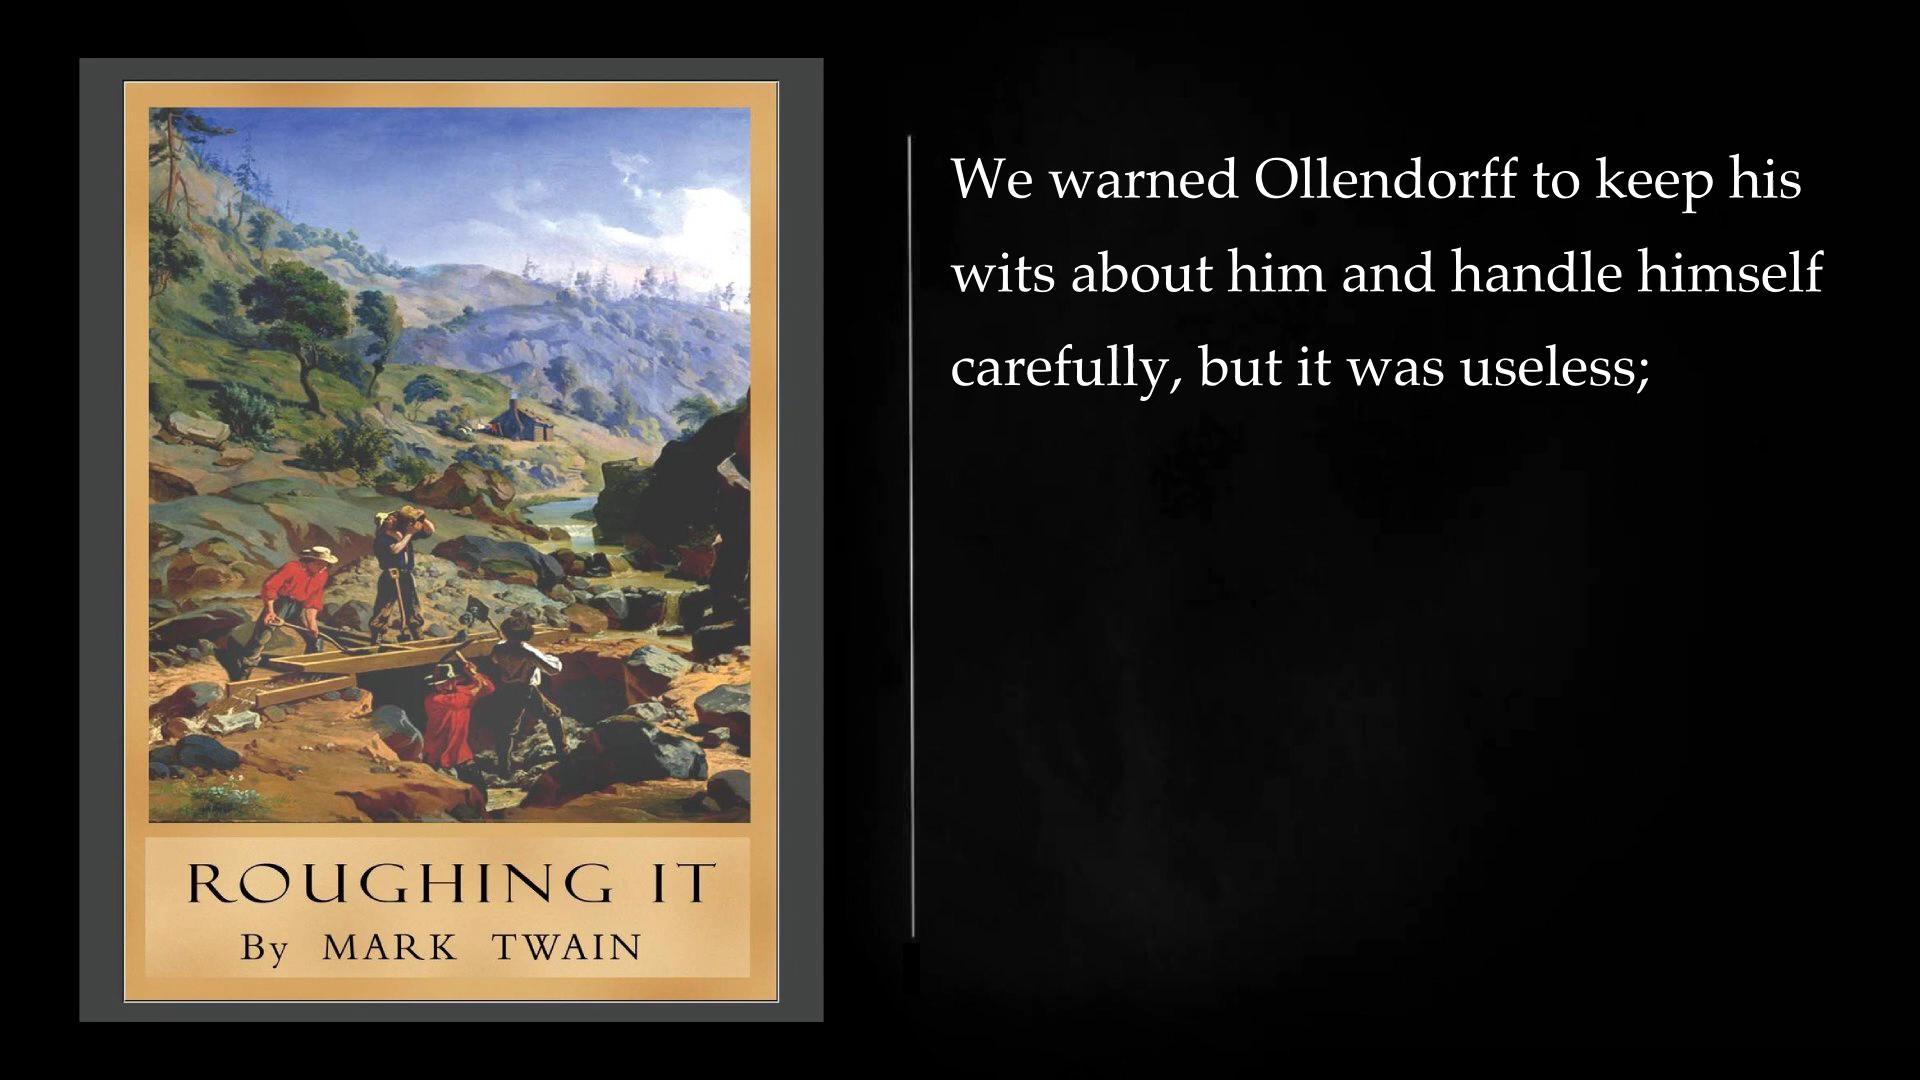 ROUGHING IT
By MARK TWAIN
We warned Ollendorff to keep his
wits about him and handle himself
carefully, but it was useless;